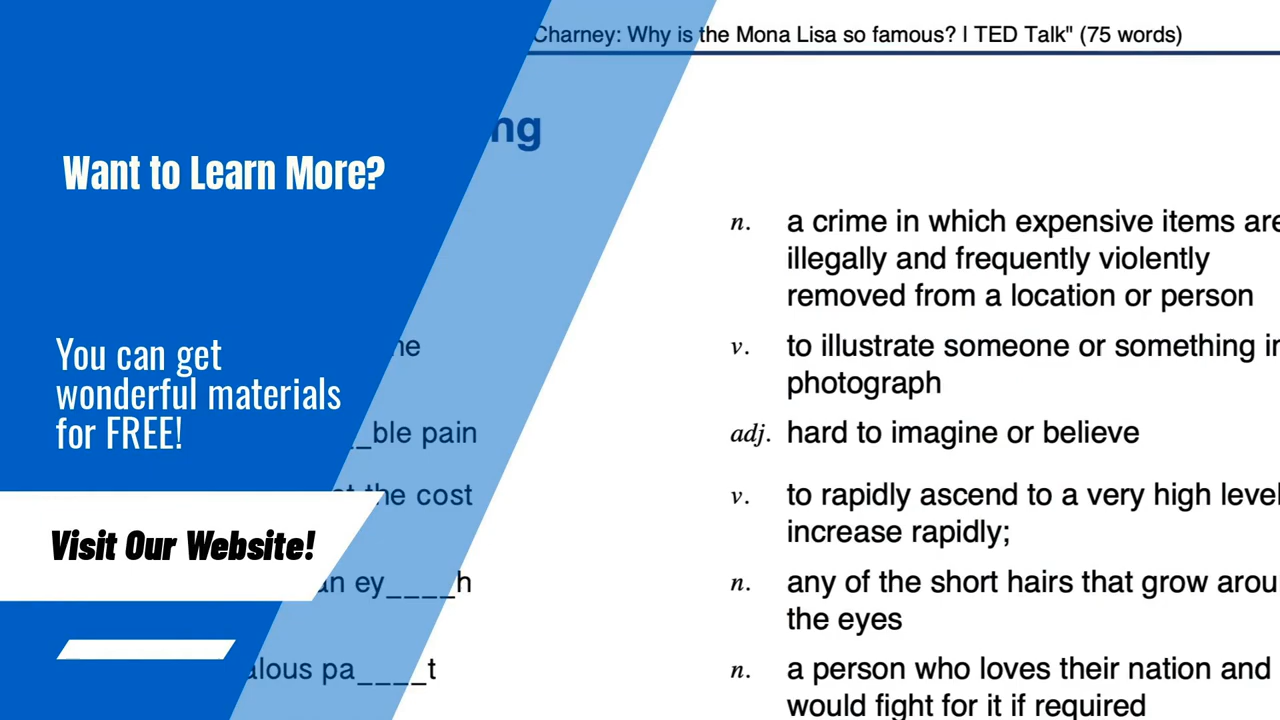 Charney: Why is the Mona Lisa so famous? | TED Talk" (75 words)
ng
Want to Learn More?
You can get
wonderful materials
for FREE!
Visit Our Website!
n. a crime in which expensive items are
illegally and frequently violently
removed from a location or person
he
v. to illustrate someone or something in
photograph
_ble pain
adj. hard to imagine or believe
the cost
v. to rapidly ascend to a very high level
increase rapidly;
an ey____h
n. any of the short hairs that grow arou
the eyes
alous pa____t
n. a person who loves their nation and
would fight for it if required